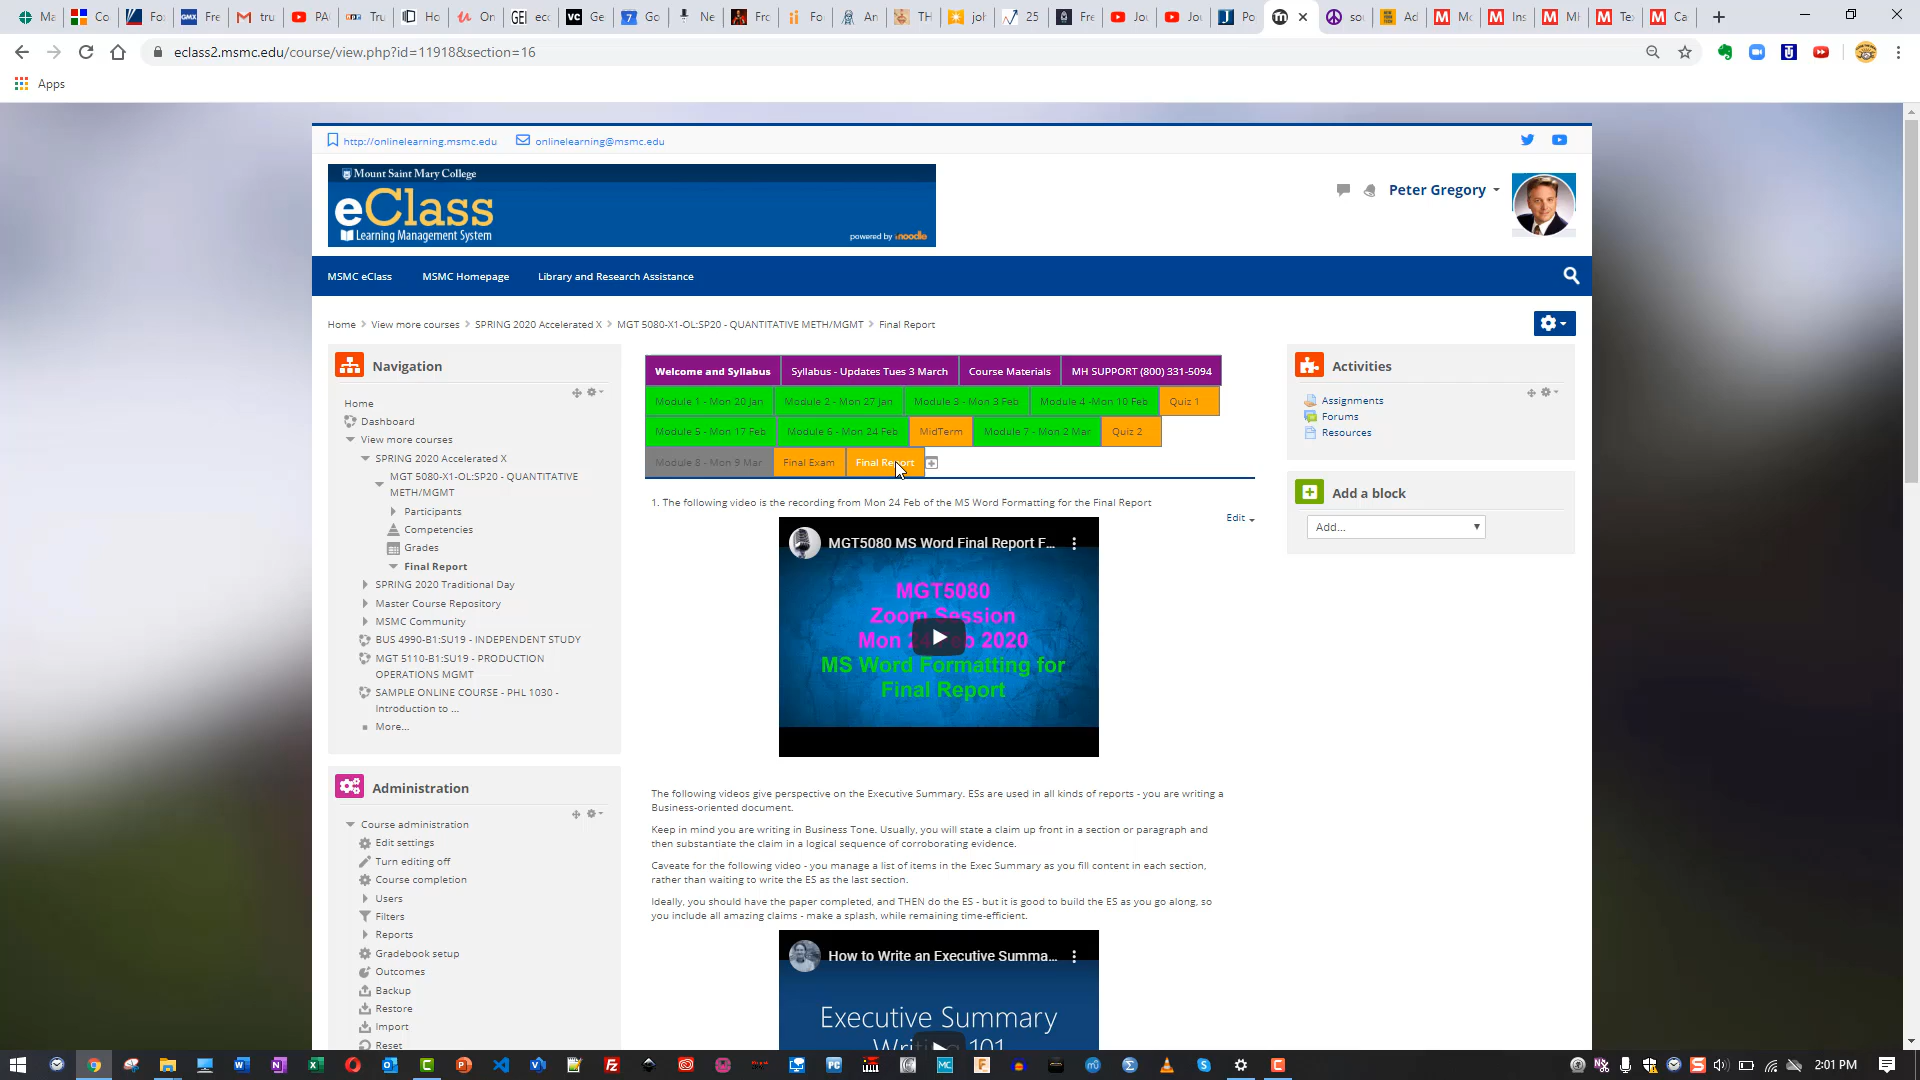 eclass2.msmc.edu/course/view.php?id=11918&section=16
Apps
http://onlinelearning.msmc.edu
onlinelearning@msmc.edu
Mount Saint Mary College
eClass
Learning Management System
powered by moodle
Peter Gregory
MSMC eClass
MSMC Homepage
Library and Research Assistance
Home
View more courses
SPRING 2020 Accelerated X
MGT 5080-X1-OL:SP20 - QUANTITATIVE METH/MGMT
Final Report
Navigation
Home
Dashboard
View more courses
SPRING 2020 Accelerated X
MGT 5080-X1-OL:SP20 - QUANTITATIVE
METH/MGMT
Participants
Competencies
Grades
Final Report
SPRING 2020 Traditional Day
Master Course Repository
MSMC Community
BUS 4990-B1:SU19 - INDEPENDENT STUDY
MGT 5110-B1:SU19 - PRODUCTION
OPERATIONS MGMT
SAMPLE ONLINE COURSE - PHL 1030 -
Introduction to ...
More...
Administration
Course administration
Edit settings
Turn editing off
Course completion
Users
Filters
Reports
Gradebook setup
Outcomes
Backup
Restore
Import
Reset
Welcome and Syllabus
Syllabus - Updates Tues 3 March
Course Materials
MH SUPPORT (800) 331-5094
Module 1 - Mon 20 Jan
Module 2 - Mon 27 Jan
Module 3 - Mon 3 Feb
Module 4 -Mon 10 Feb
Quiz 1
Module 5 - Mon 17 Feb
Module 6 - Mon 24 Feb
MidTerm
Module 7 - Mon 2 Mar
Quiz 2
Module 8 - Mon 9 Mar
Final Exam
Final Report
1. The following video is the recording from Mon 24 Feb of the MS Word Formatting for the Final Report
Edit
MGT5080 MS Word Final Report F...
MGT5080
Zoom Session
Mon 24 Feb 2020
MS Word Formatting for
Final Report
The following videos give perspective on the Executive Summary. ESs are used in all kinds of reports - you are writing a
Business-oriented document.
Keep in mind you are writing in Business Tone. Usually, you will state a claim up front in a section or paragraph and
then substantiate the claim in a logical sequence of corroborating evidence.
Caveate for the following video - you manage a list of items in the Exec Summary as you fill content in each section,
rather than waiting to write the ES as the last section.
Ideally, you should have the paper completed, and THEN do the ES - but it is good to build the ES as you go along, so
you include all amazing claims - make a splash, while remaining time-efficient.
How to Write an Executive Summa...
Executive Summary
Writing 101
Activities
Assignments
Forums
Resources
Add a block
Add...
2:01 PM